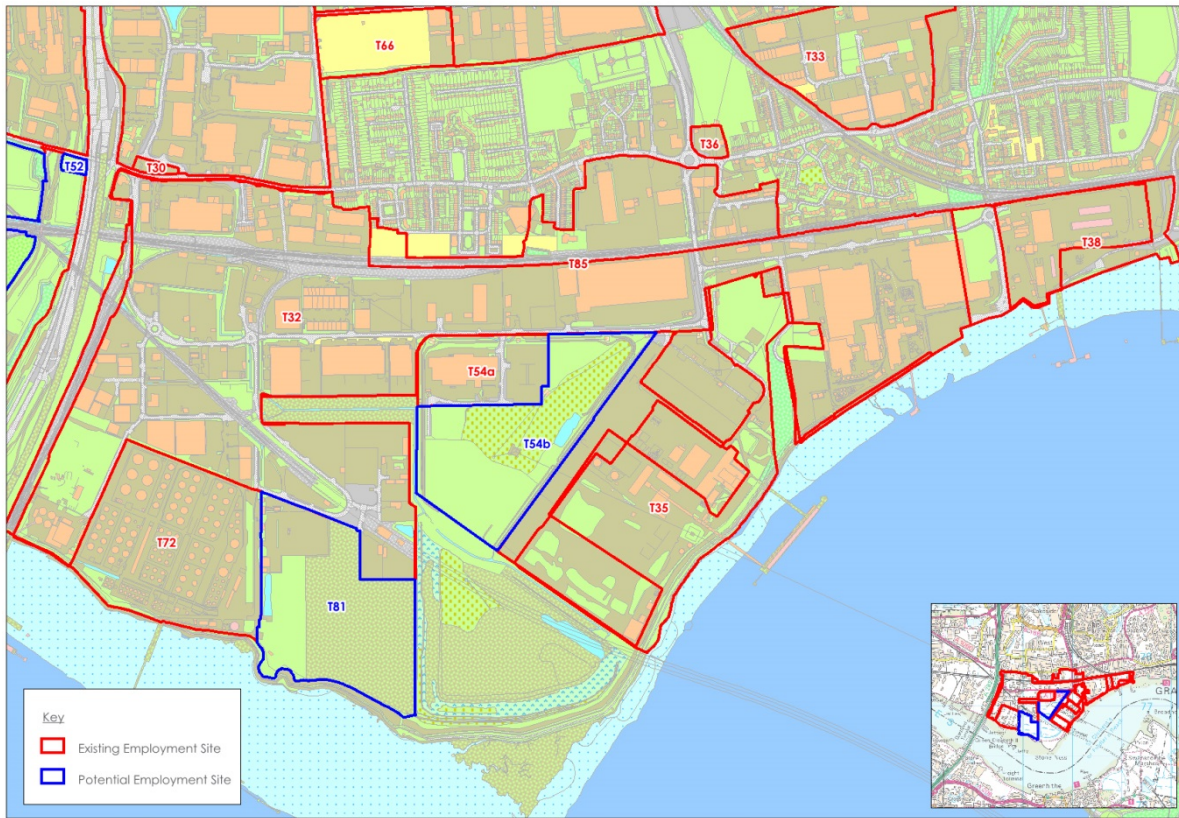 T66
T33
T36
T52
T30
T85
T38
T32
T54a
T54b
T35
T72
T81
Key
Existing Employment Site
Potential Employment Site
GRA